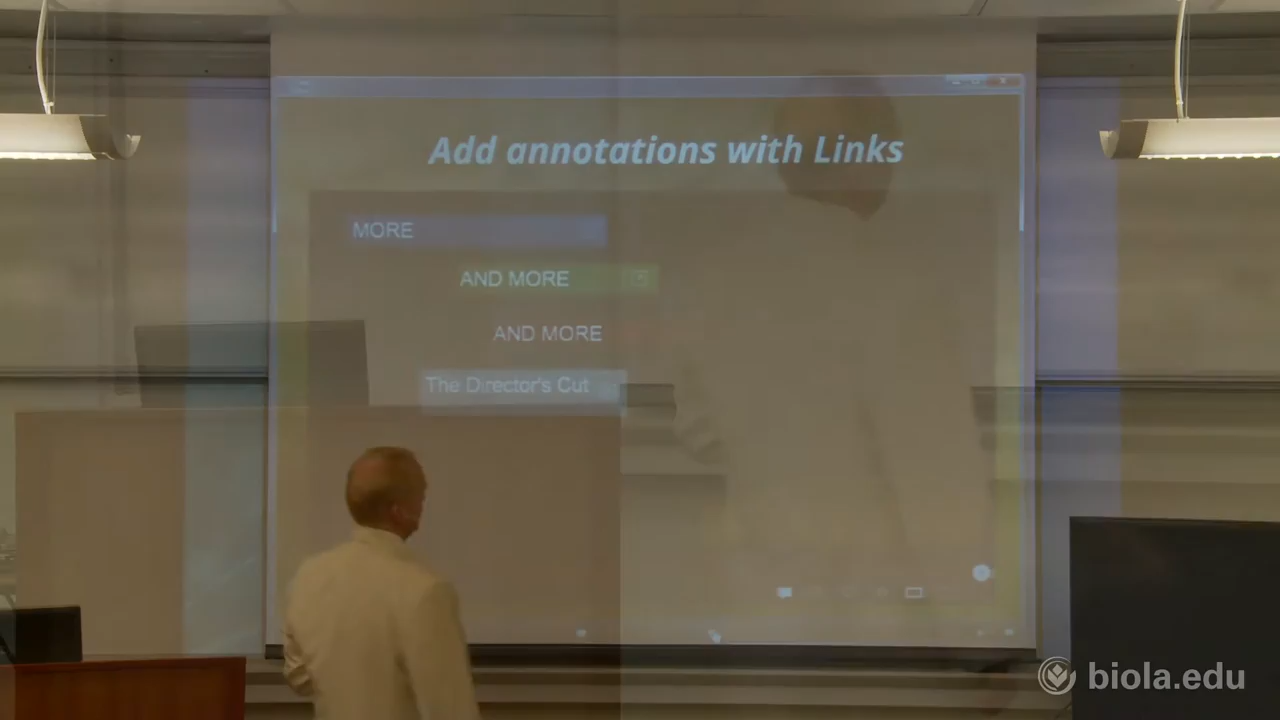 Add annotations with Links
MORE
AND MORE
AND MORE
The Director's Cut
biola.edu